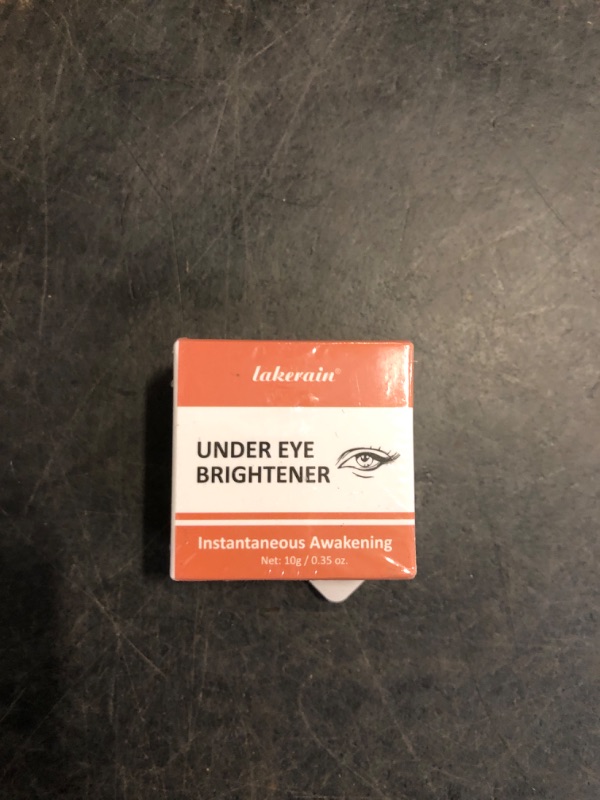 lakerain®
UNDER EYE
BRIGHTENER
Instantaneous Awakening
Net: 10g / 0.35 oz.